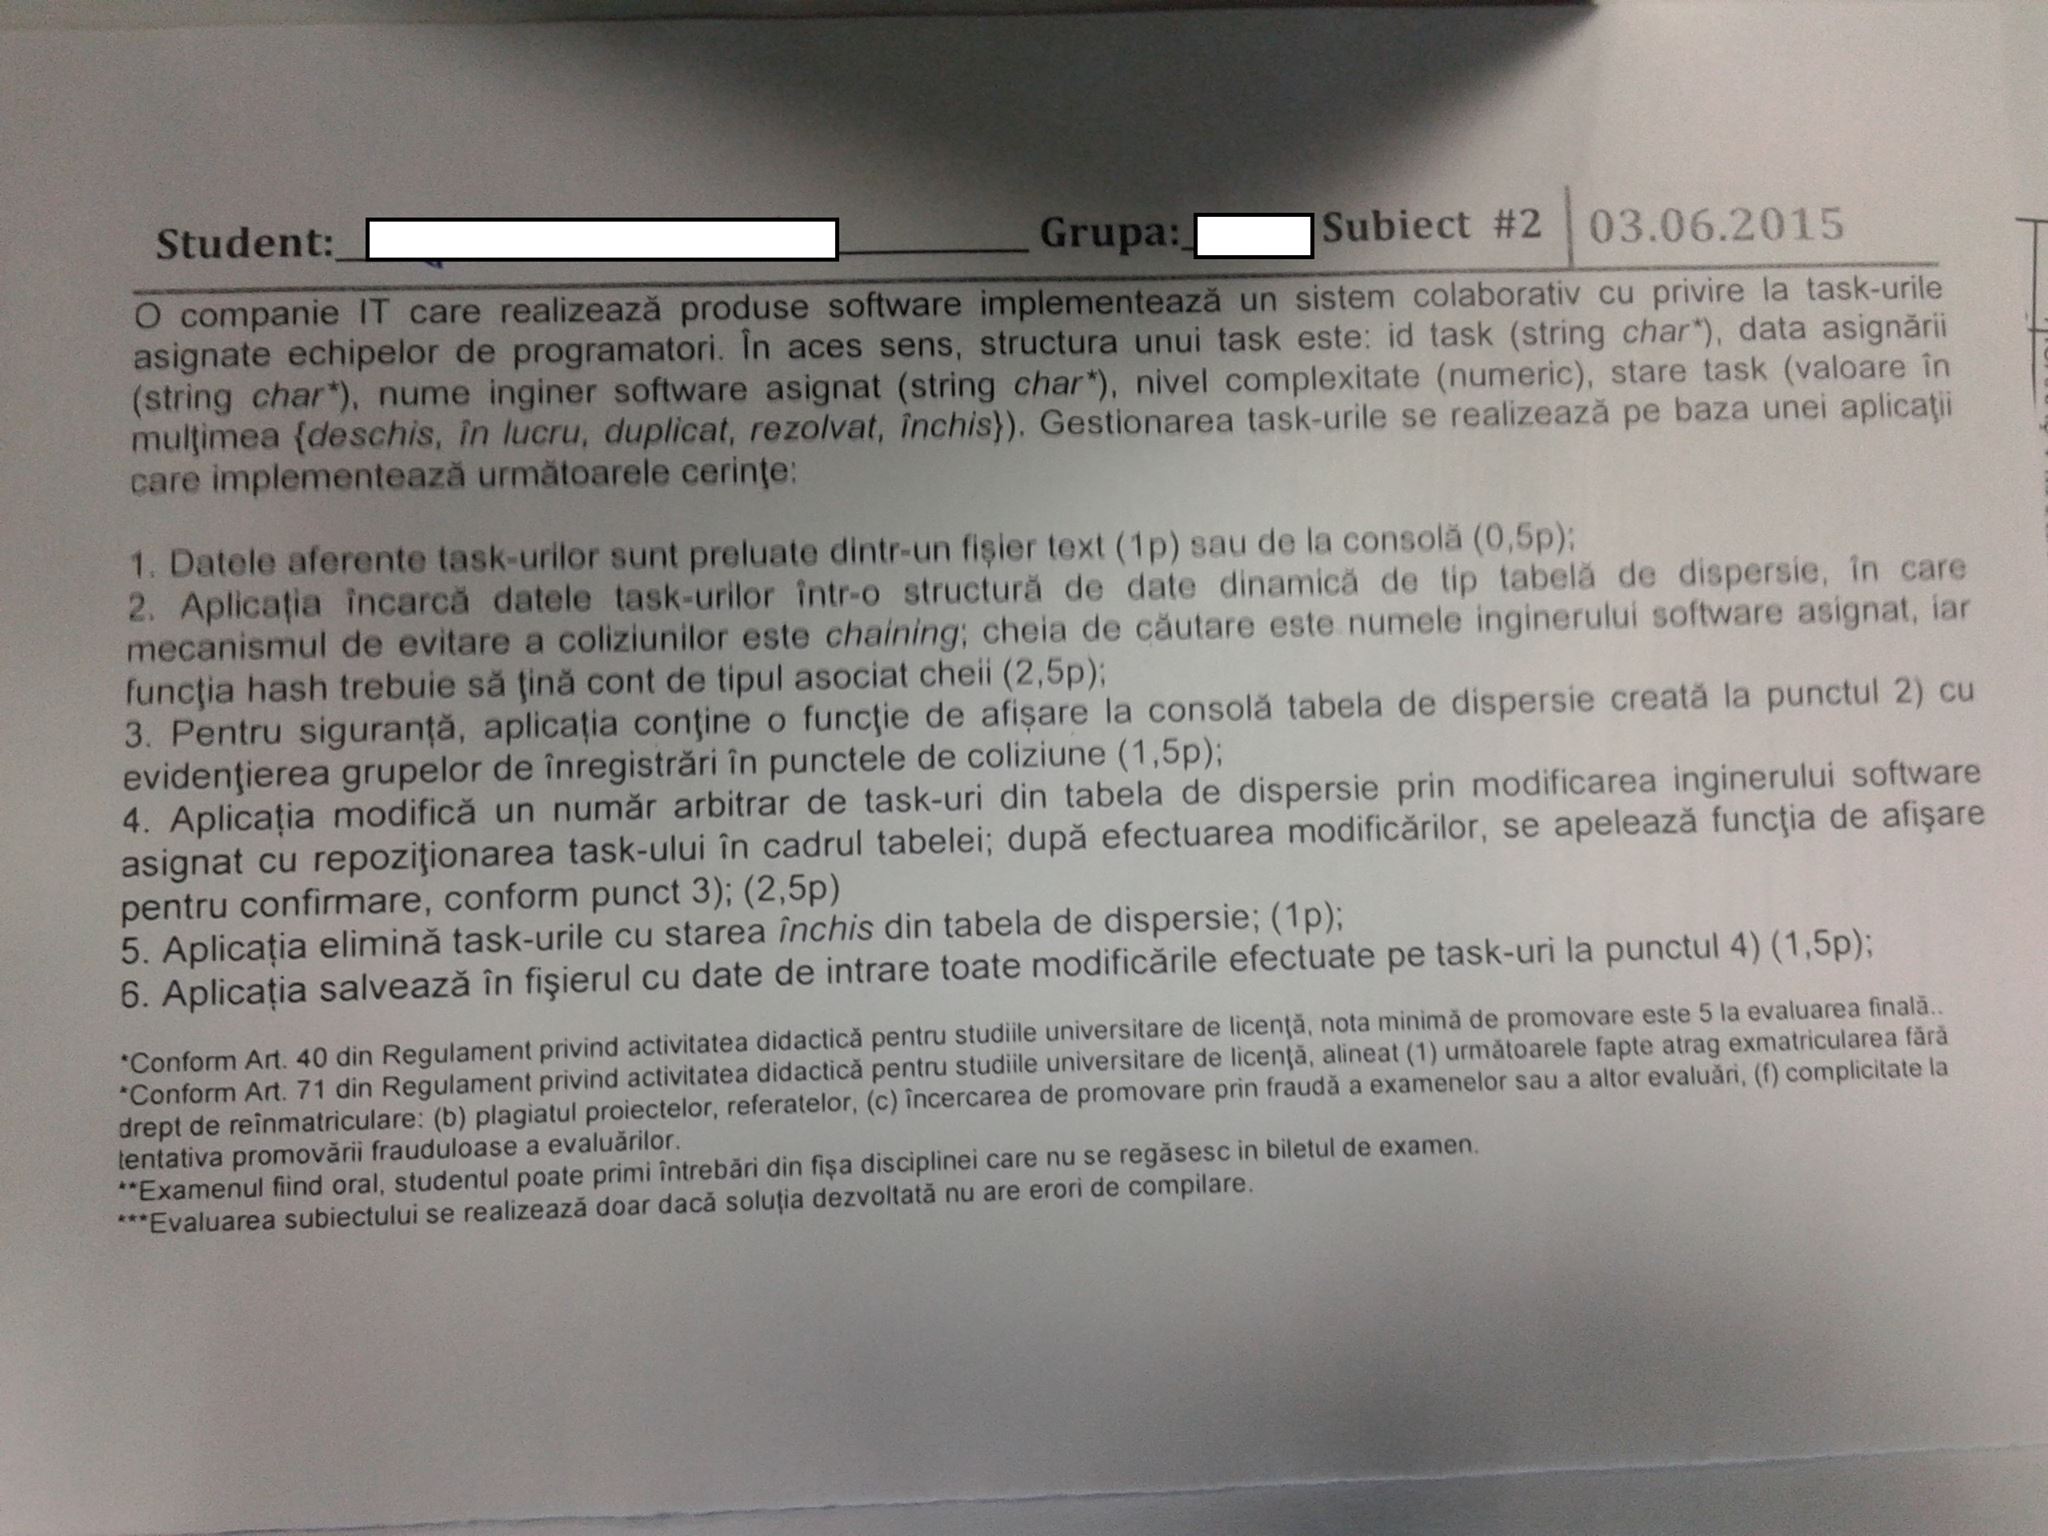 Student: Grupa: Subiect #2 03.06.2015
O companie IT care realizează produse software implementează un sistem colaborativ cu privire la task-urile
asignate echipelor de programatori. În aces sens, structura unui task este: id task (string char*), data asignării
(string char*), nume inginer software asignat (string char*), nivel complexitate (numeric), stare task (valoare în
mulţimea {deschis, în lucru, duplicat, rezolvat, închis}). Gestionarea task-urile se realizează pe baza unei aplicaţii
care implementează următoarele cerinţe:
1. Datele aferente task-urilor sunt preluate dintr-un fişier text (1p) sau de la consolă (0,5p);
2. Aplicaţia încarcă datele task-urilor într-o structură de date dinamică de tip tabelă de dispersie, în care
mecanismul de evitare a coliziunilor este chaining; cheia de căutare este numele inginerului software asignat, iar
funcţia hash trebuie să ţină cont de tipul asociat cheii (2,5p);
3. Pentru siguranţă, aplicaţia conţine o funcţie de afişare la consolă tabela de dispersie creată la punctul 2) cu
evidenţierea grupelor de înregistrări în punctele de coliziune (1,5p);
4. Aplicaţia modifică un număr arbitrar de task-uri din tabela de dispersie prin modificarea inginerului software
asignat cu repoziţionarea task-ului în cadrul tabelei; după efectuarea modificărilor, se apelează funcţia de afişare
pentru confirmare, conform punct 3); (2,5p)
5. Aplicaţia elimină task-urile cu starea închis din tabela de dispersie; (1p);
6. Aplicaţia salvează în fişierul cu date de intrare toate modificările efectuate pe task-uri la punctul 4) (1,5p);
*Conform Art. 40 din Regulament privind activitatea didactică pentru studiile universitare de licenţă, nota minimă de promovare este 5 la evaluarea finală..
*Conform Art. 71 din Regulament privind activitatea didactică pentru studiile universitare de licenţă, alineat (1) următoarele fapte atrag exmatricularea fără
drept de reînmatriculare: (b) plagiatul proiectelor, referatelor, (c) încercarea de promovare prin fraudă a examenelor sau a altor evaluări, (f) complicitate la
tentativa promovării frauduloase a evaluărilor.
**Examenul fiind oral, studentul poate primi întrebări din fişa disciplinei care nu se regăsesc in biletul de examen.
***Evaluarea subiectului se realizează doar dacă soluţia dezvoltată nu are erori de compilare.